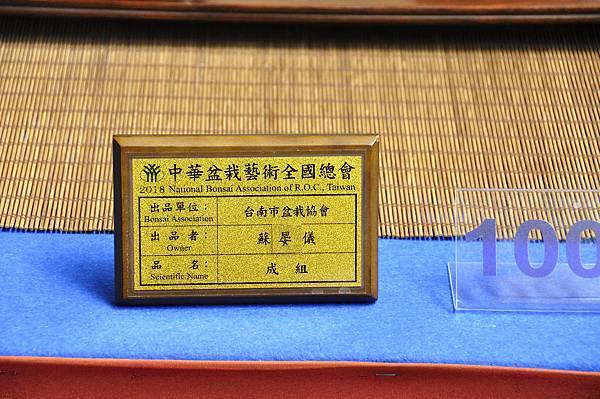 中華盆栽藝術全國總會
2018 National Bonsai Association of R.O.C., Taiwan
出品單位: 台南市盆栽協會
Bonsai Association
出品者: 蘇晏儀
Owner
品名: 成組
Scientific Name
100